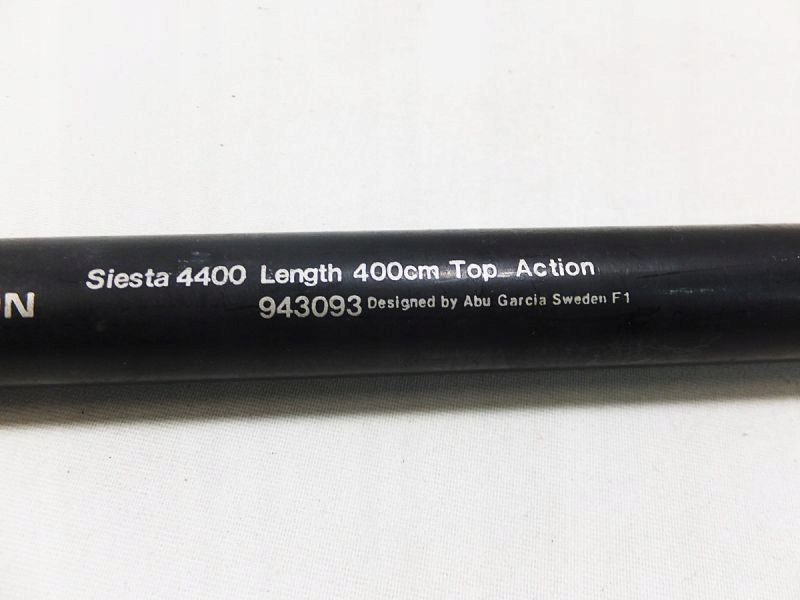 Siesta 4400 Length 400cm Top Action
943093 Designed by Abu Garcia Sweden F1